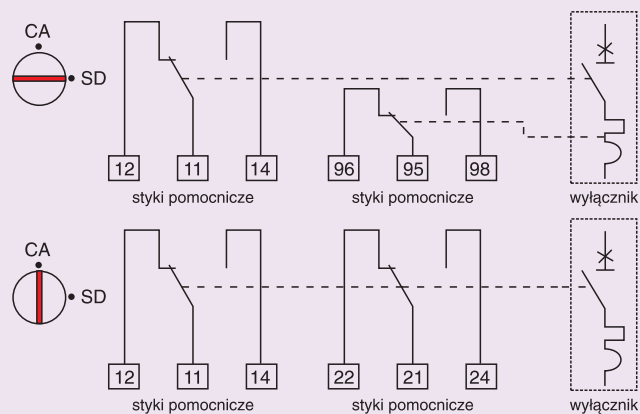 CA
SD
12 11 14 96 95 98
styki pomocnicze styki pomocnicze wyłącznik
CA
SD
12 11 14 22 21 24
styki pomocnicze styki pomocnicze wyłącznik